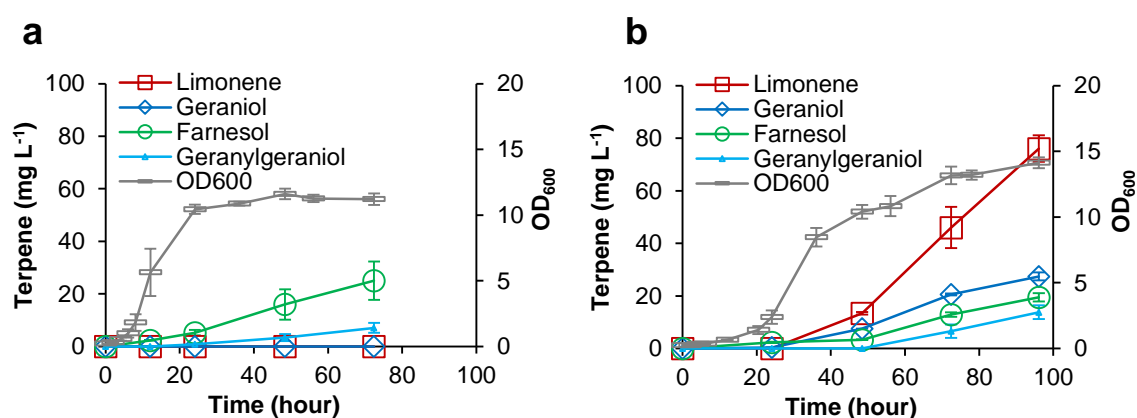 a
100
80
60
40
20
0
Terpene (mg L-1)
Limonene
Geraniol
Farnesol
Geranylgeraniol
OD600
20
15
10
5
0
OD600
0 20 40 60 80 100
Time (hour)
b
100
80
60
40
20
0
Terpene (mg L-1)
Limonene
Geraniol
Farnesol
Geranylgeraniol
OD600
20
15
10
5
0
OD600
0 20 40 60 80 100
Time (hour)